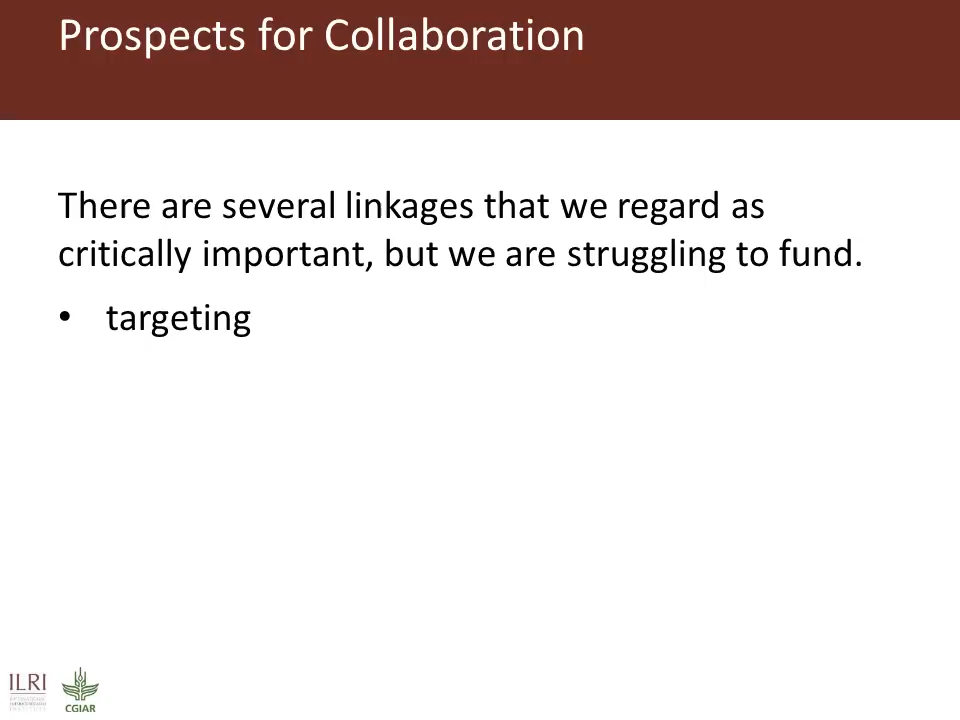 Prospects for Collaboration
There are several linkages that we regard as
critically important, but we are struggling to fund.
• targeting
ILRI
CGIAR